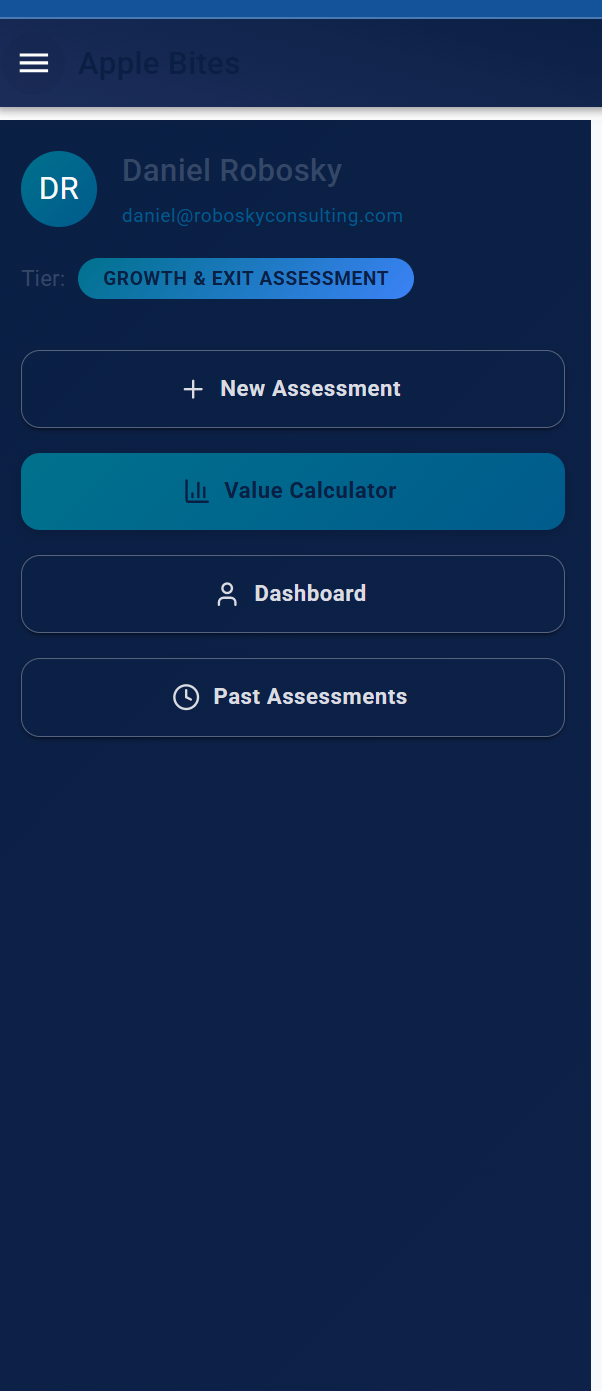 Apple Bites
DR
Daniel Robosky
daniel@roboskyconsulting.com
Tier: GROWTH & EXIT ASSESSMENT
New Assessment
Value Calculator
Dashboard
Past Assessments